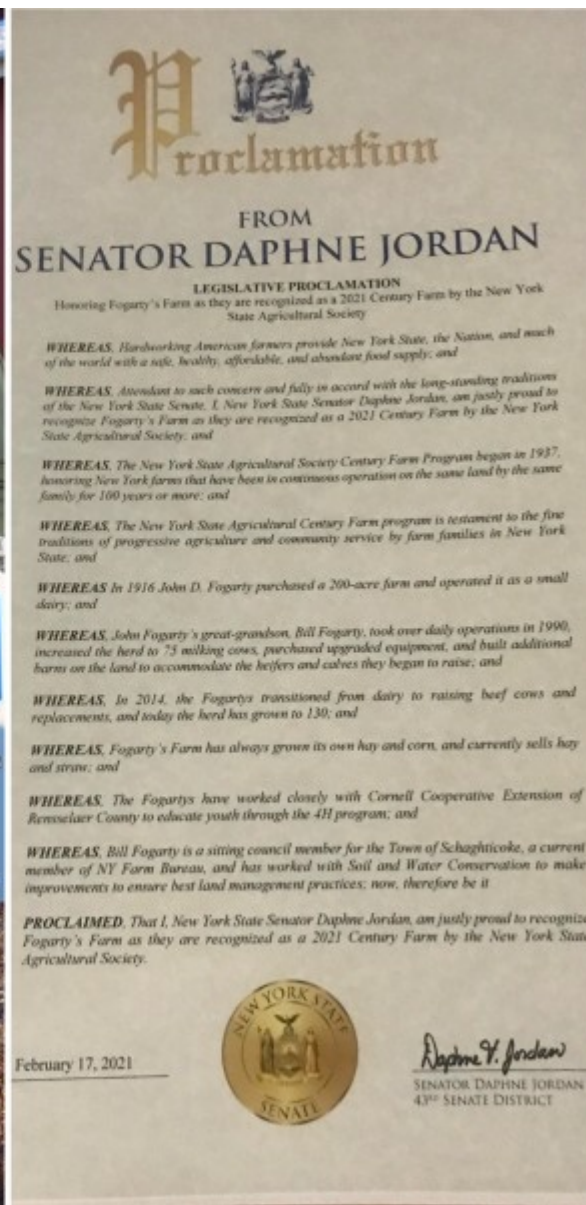 Proclamation
FROM
SENATOR DAPHNE JORDAN
LEGISLATIVE PROCLAMATION
Honoring Fogarty's Farm as they are recognized as a 2021 Century Farm by the New York
State Agricultural Society
WHEREAS, Hardworking American farmers provide New York State, the Nation, and much
of the world with a safe, healthy, affordable, and abundant food supply; and
WHEREAS, Attendant to such concern and fully in accord with the long-standing traditions
of the New York State Senate, I, New York State Senator Daphne Jordan, am justly proud to
recognize Fogarty's Farm as they are recognized as a 2021 Century Farm by the New York
State Agricultural Society; and
WHEREAS, The New York State Agricultural Society Century Farm Program began in 1937,
honoring New York farms that have been in continuous operation on the same land by the same
family for 100 years or more; and
WHEREAS, The New York State Agricultural Century Farm program is testament to the fine
traditions of progressive agriculture and community service by farm families in New York
State; and
WHEREAS In 1916 John D. Fogarty purchased a 200-acre farm and operated it as a small
dairy; and
WHEREAS, John Fogarty's great-grandson, Bill Fogarty, took over daily operations in 1990,
increased the herd to 75 milking cows, purchased upgraded equipment, and built additional
barns on the land to accommodate the heifers and calves they began to raise; and
WHEREAS, In 2014, the Fogartys transitioned from dairy to raising beef cows and
replacements, and today the herd has grown to 130; and
WHEREAS, Fogarty's Farm has always grown its own hay and corn, and currently sells hay
and straw; and
WHEREAS, The Fogartys have worked closely with Cornell Cooperative Extension of
Rensselaer County to educate youth through the 4H program; and
WHEREAS, Bill Fogarty is a sitting council member for the Town of Schaghticoke, a current
member of NY Farm Bureau, and has worked with Soil and Water Conservation to make
improvements to ensure best land management practices; now, therefore be it
PROCLAIMED, That I, New York State Senator Daphne Jordan, am justly proud to recognize
Fogarty's Farm as they are recognized as a 2021 Century Farm by the New York State
Agricultural Society.
NEW YORK STATE
SENATE
February 17, 2021
Daphne V. Jordan
SENATOR DAPHNE JORDAN
43RD SENATE DISTRICT